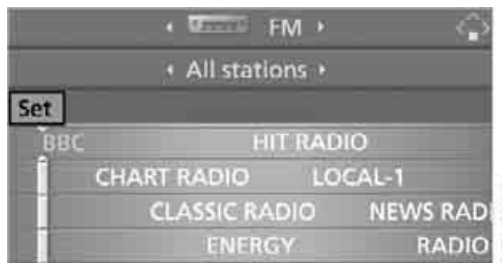 FM
All stations
Set
BBC HIT RADIO
CHART RADIO LOCAL-1
CLASSIC RADIO NEWS RAD
ENERGY RADIO